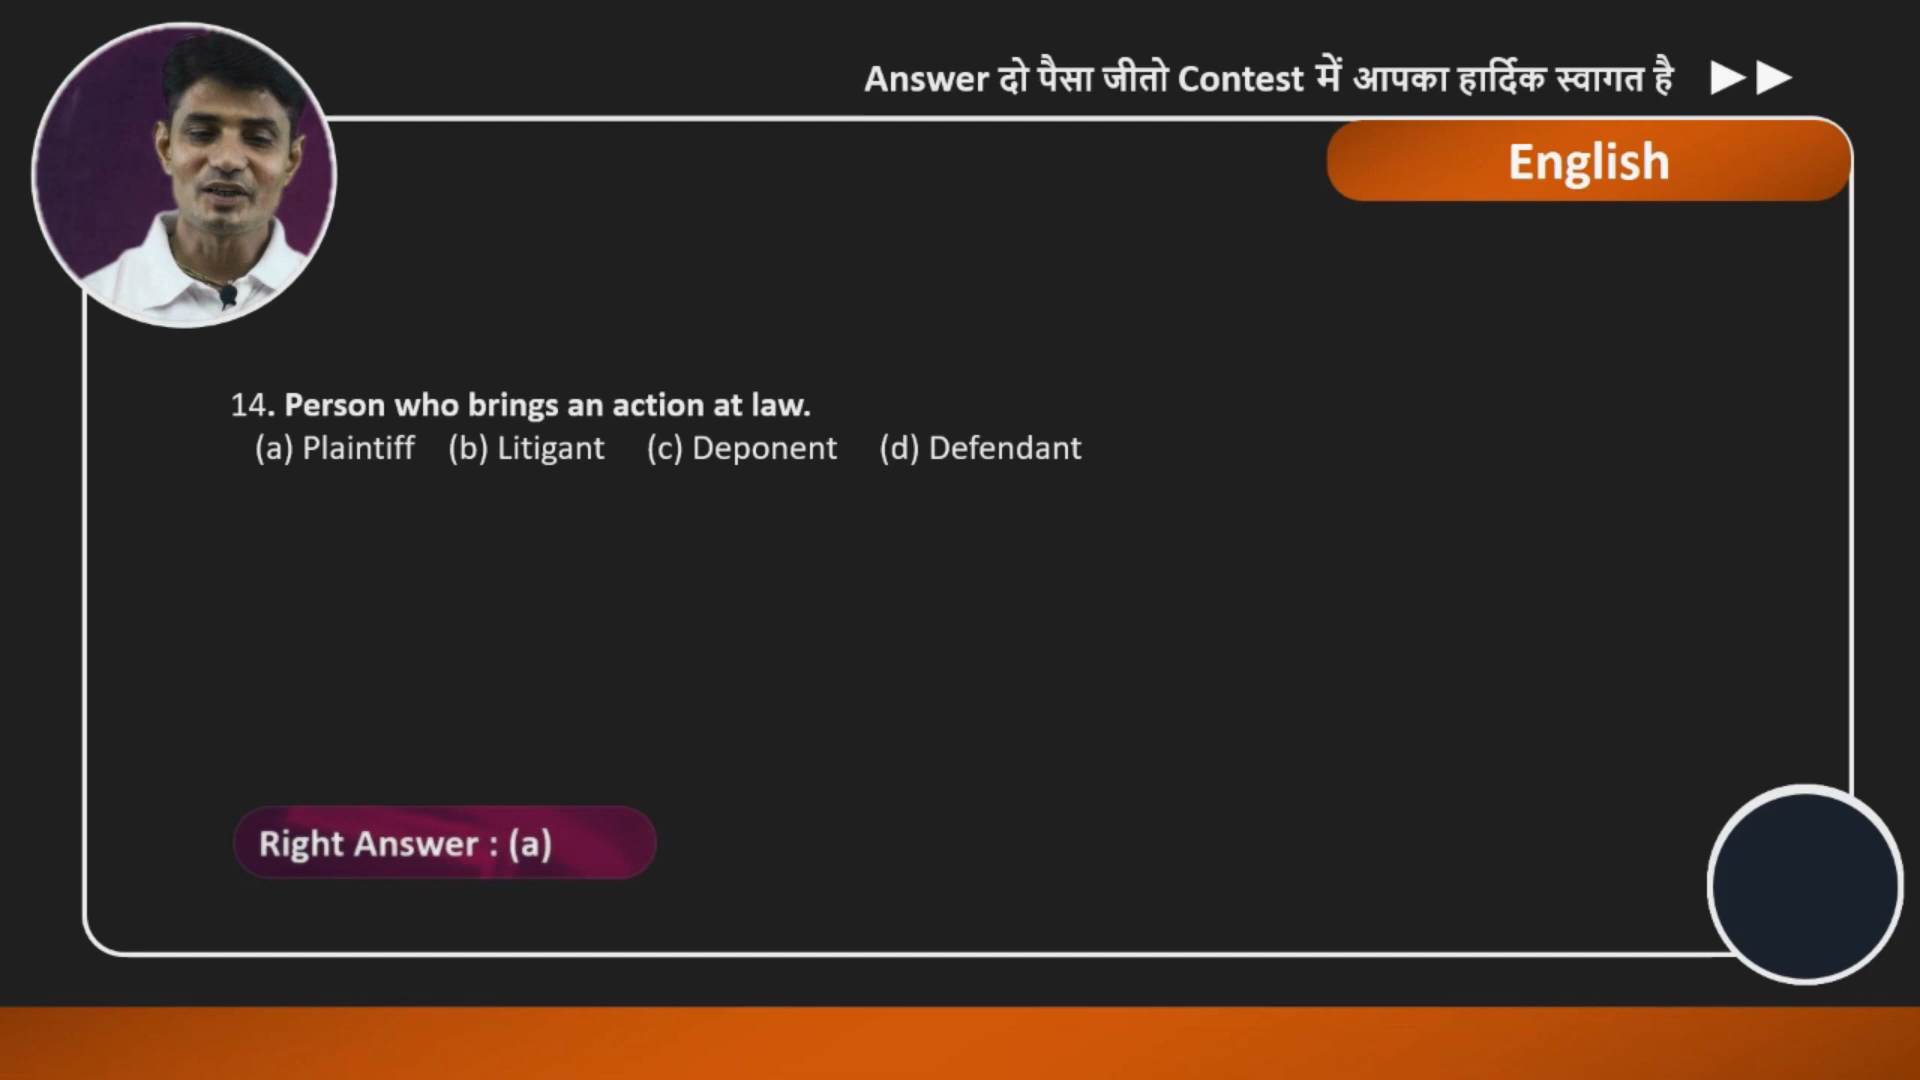 Answer दो पैसा जीतो Contest में आपका हार्दिक स्वागत है
English
14. Person who brings an action at law.
(a) Plaintiff (b) Litigant (c) Deponent (d) Defendant
Right Answer : (a)